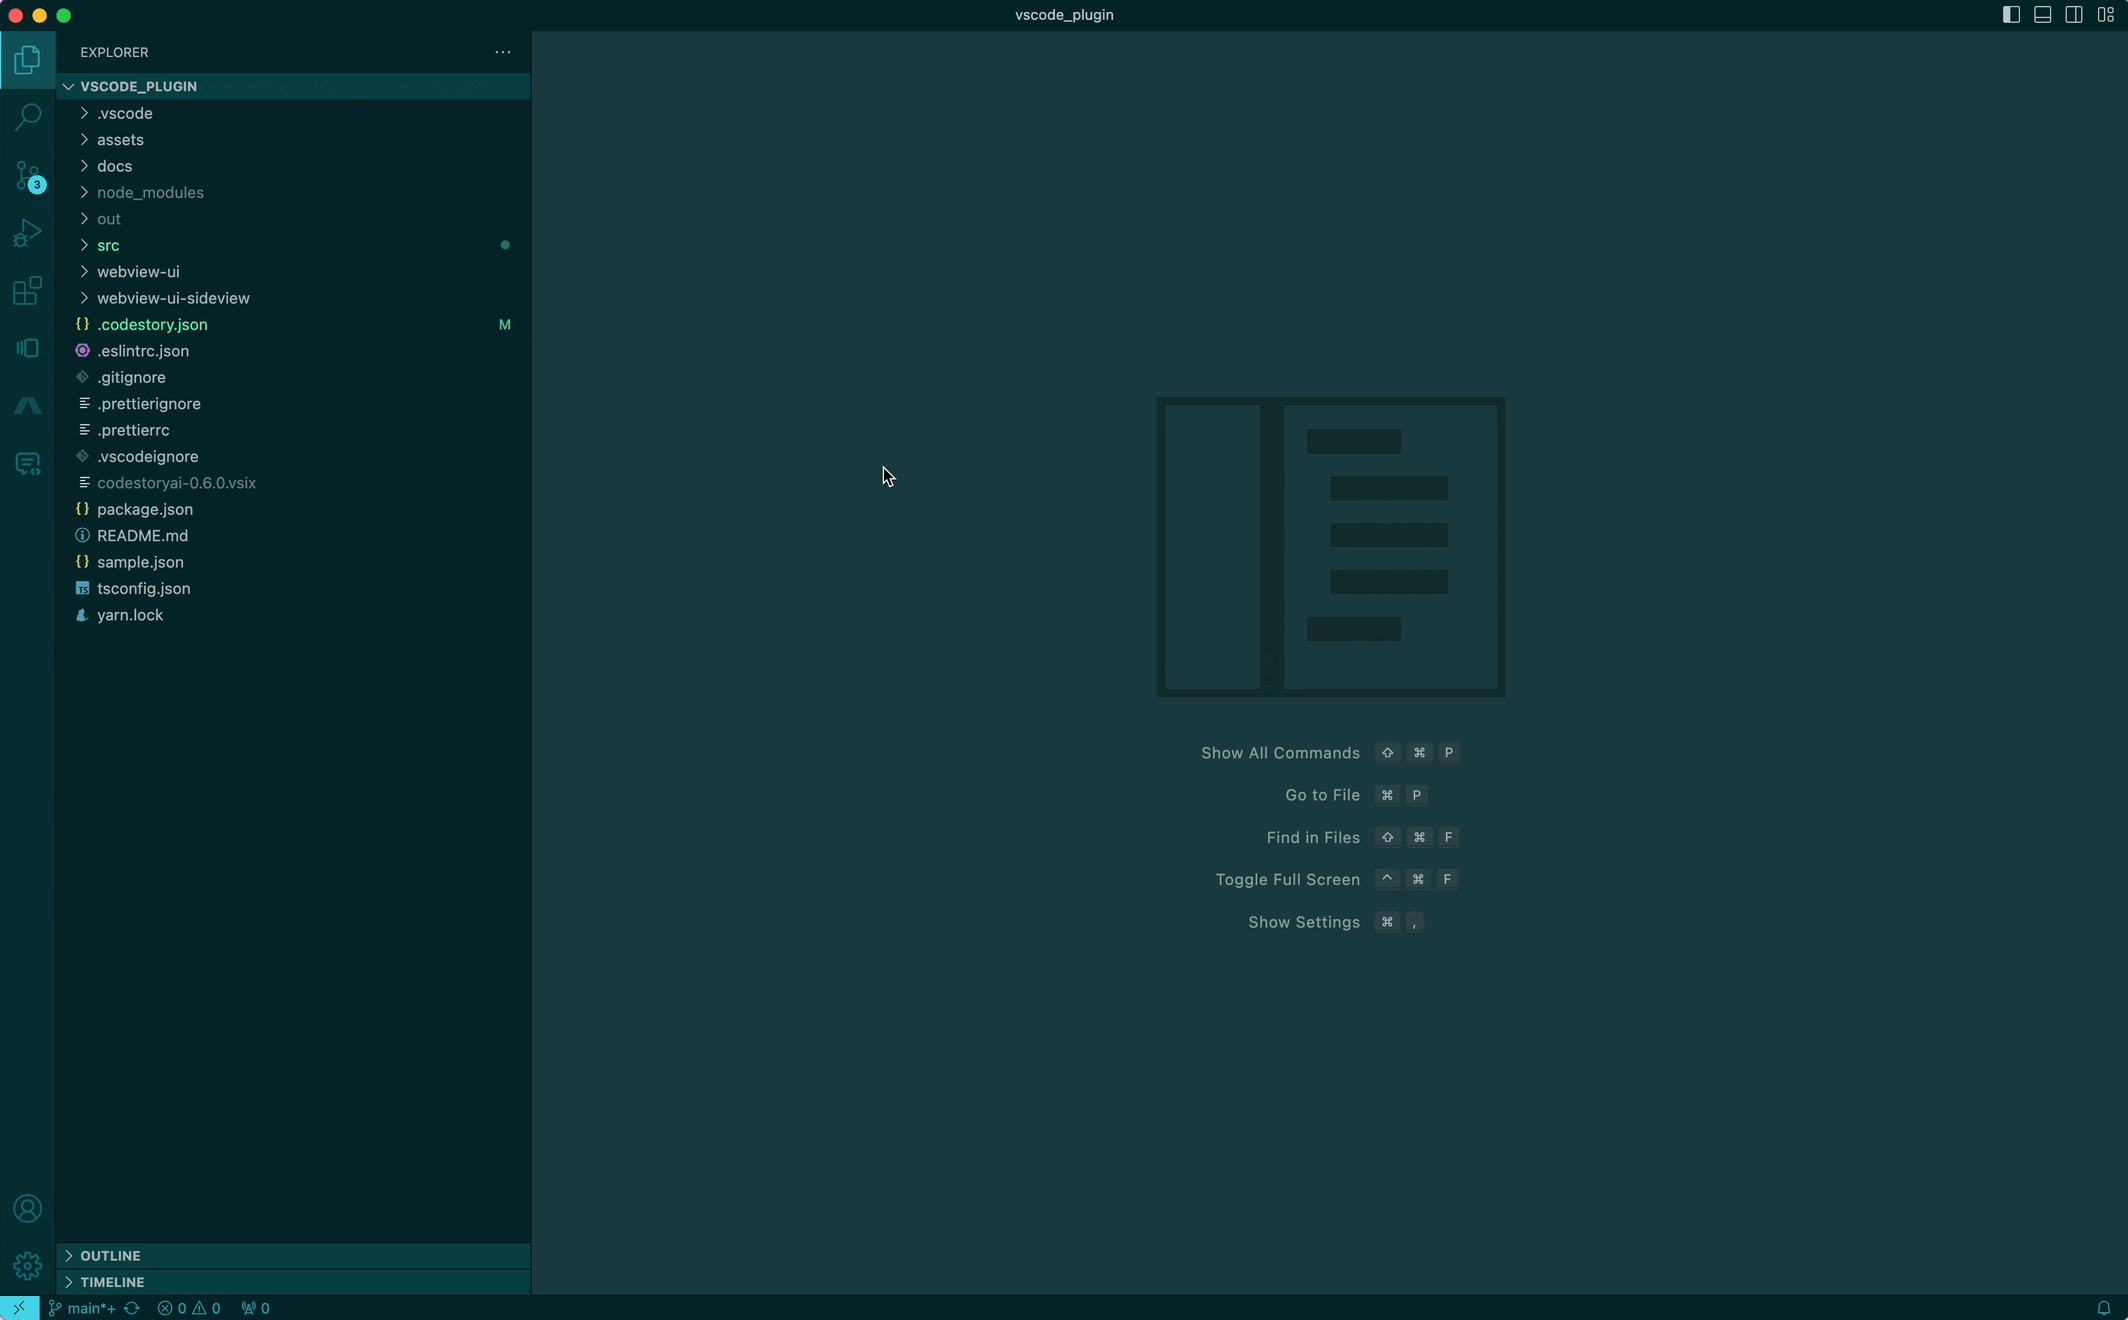 vscode_plugin
EXPLORER
VSCODE_PLUGIN
.vscode
assets
docs
node_modules
out
src
webview-ui
webview-ui-sideview
{} .codestory.json M
.eslintrc.json
.gitignore
.prettierignore
.prettierrc
.vscodeignore
codestoryai-0.6.0.vsix
{} package.json
README.md
{} sample.json
TS tsconfig.json
yarn.lock
3
Show All Commands ⇧ ⌘ P
Go to File ⌘ P
Find in Files ⇧ ⌘ F
Toggle Full Screen ^ ⌘ F
Show Settings ⌘ ,
OUTLINE
TIMELINE
main*+ 0 0 0